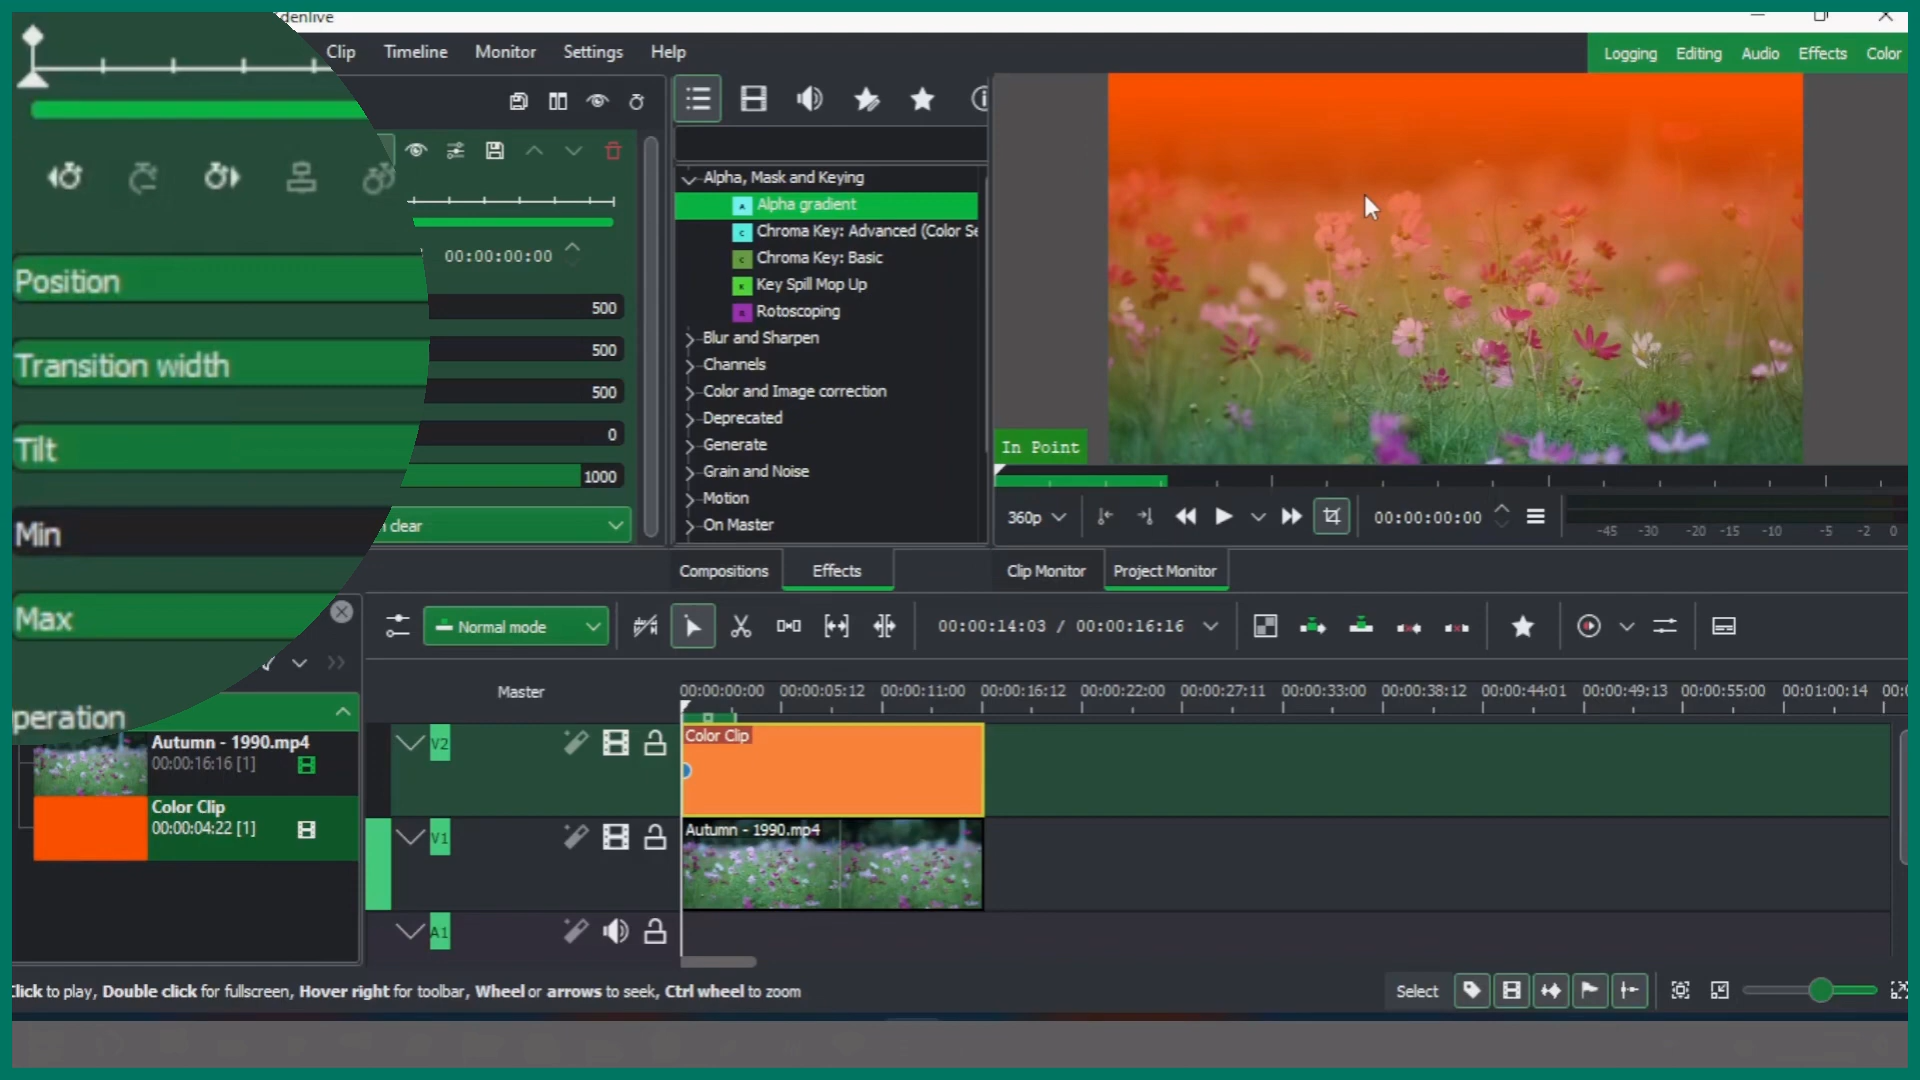 denlive
Clip Timeline Monitor Settings Help
Logging Editing Audio Effects Color
Alpha, Mask and Keying
Alpha gradient
Chroma Key: Advanced (Color Se
Chroma Key: Basic
Key Spill Mop Up
Rotoscoping
Blur and Sharpen
Channels
Color and Image correction
Deprecated
Generate
Grain and Noise
Motion
On Master
00:00:00:00
Position
500
Transition width
500
500
Tilt
0
Min
1000
clear
Max
peration
In Point
360p
00:00:00:00
-45 -30 -20 -15 -10 -5 -2 0
Compositions Effects
Clip Monitor Project Monitor
Normal mode
00:00:14:03 / 00:00:16:16
Master
00:00:00:00 00:00:05:12 00:00:11:00 00:00:16:12 00:00:22:00 00:00:27:11 00:00:33:00 00:00:38:12 00:00:44:01 00:00:49:13 00:00:55:00 00:01:00:14 00:0
Autumn - 1990.mp4
00:00:16:16 [1]
Color Clip
00:00:04:22 [1]
V2
Color Clip
V1
Autumn - 1990.mp4
A1
Click to play, Double click for fullscreen, Hover right for toolbar, Wheel or arrows to seek, Ctrl wheel to zoom
Select